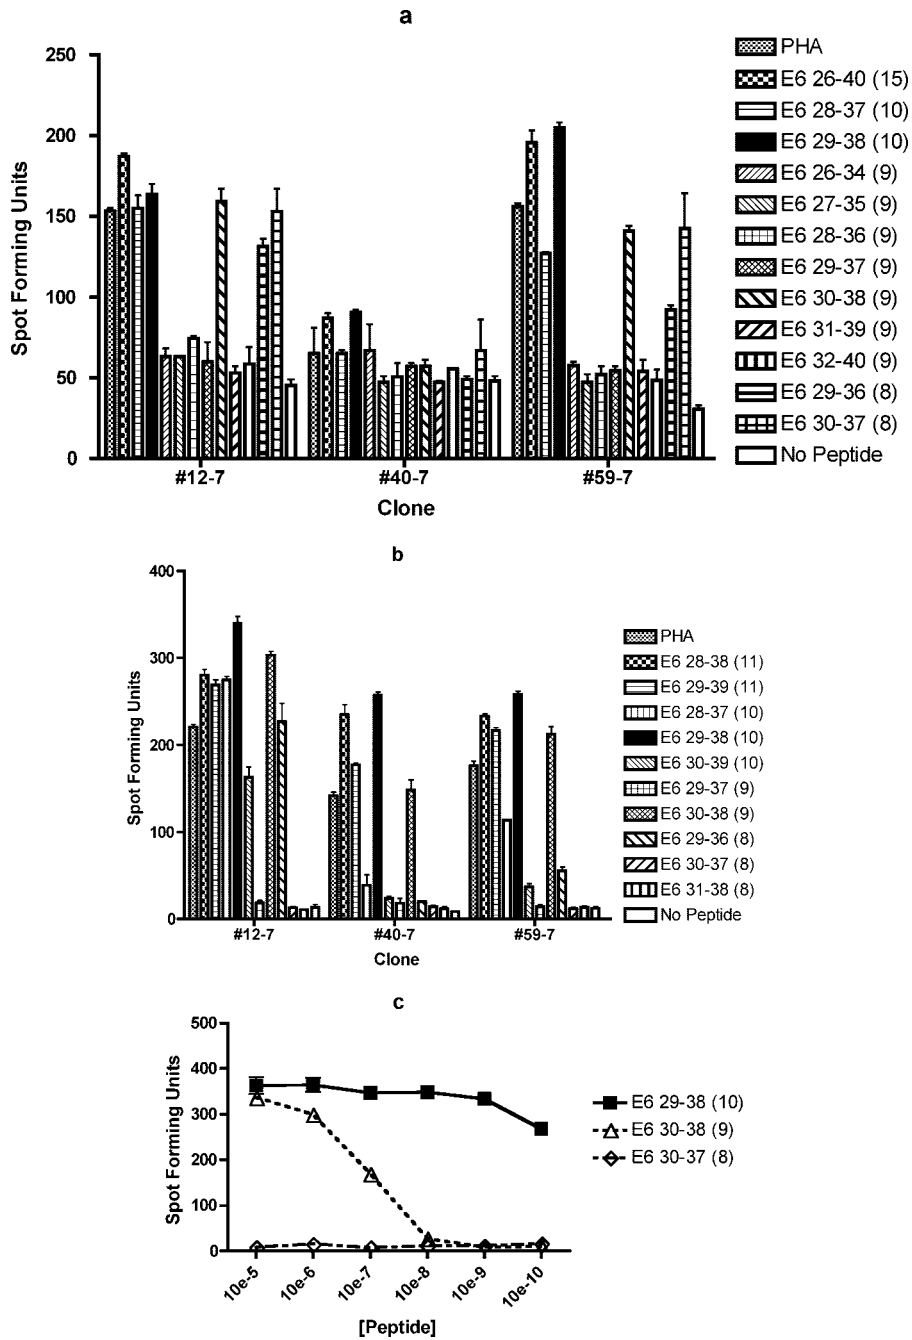 a
250
200
150
100
50
0
Spot Forming Units
#12-7
#40-7
#59-7
Clone
PHA
E6 26-40 (15)
E6 28-37 (10)
E6 29-38 (10)
E6 26-34 (9)
E6 27-35 (9)
E6 28-36 (9)
E6 29-37 (9)
E6 30-38 (9)
E6 31-39 (9)
E6 32-40 (9)
E6 29-36 (8)
E6 30-37 (8)
No Peptide
b
400
300
200
100
0
Spot Forming Units
#12-7
#40-7
#59-7
Clone
PHA
E6 28-38 (11)
E6 29-39 (11)
E6 28-37 (10)
E6 29-38 (10)
E6 30-39 (10)
E6 29-37 (9)
E6 30-38 (9)
E6 29-36 (8)
E6 30-37 (8)
E6 31-38 (8)
No Peptide
c
500
400
300
200
100
0
Spot Forming Units
10e-5
10e-6
10e-7
10e-8
10e-9
10e-10
[Peptide]
E6 29-38 (10)
E6 30-38 (9)
E6 30-37 (8)